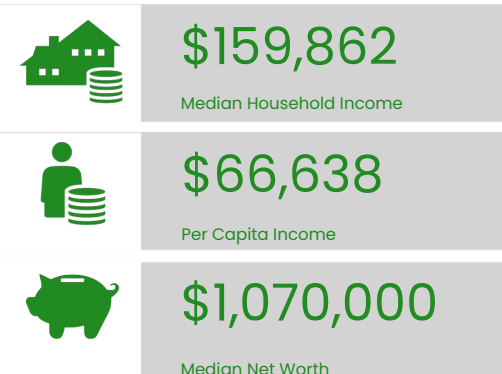 $159,862
Median Household Income
$66,638
Per Capita Income
$1,070,000
Median Net Worth